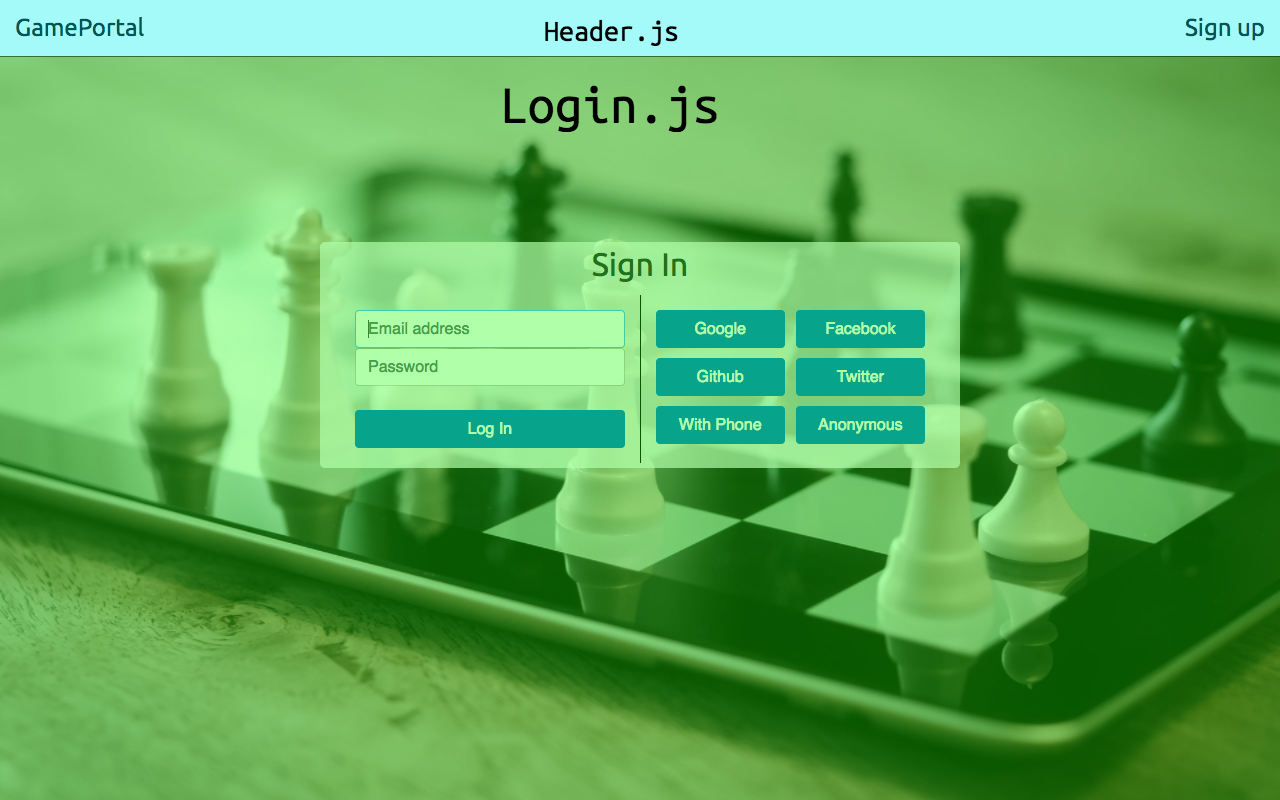 GamePortal
Header.js
Sign up
Login.js
Sign In
Email address
Password
Log In
Google
Facebook
Github
Twitter
With Phone
Anonymous